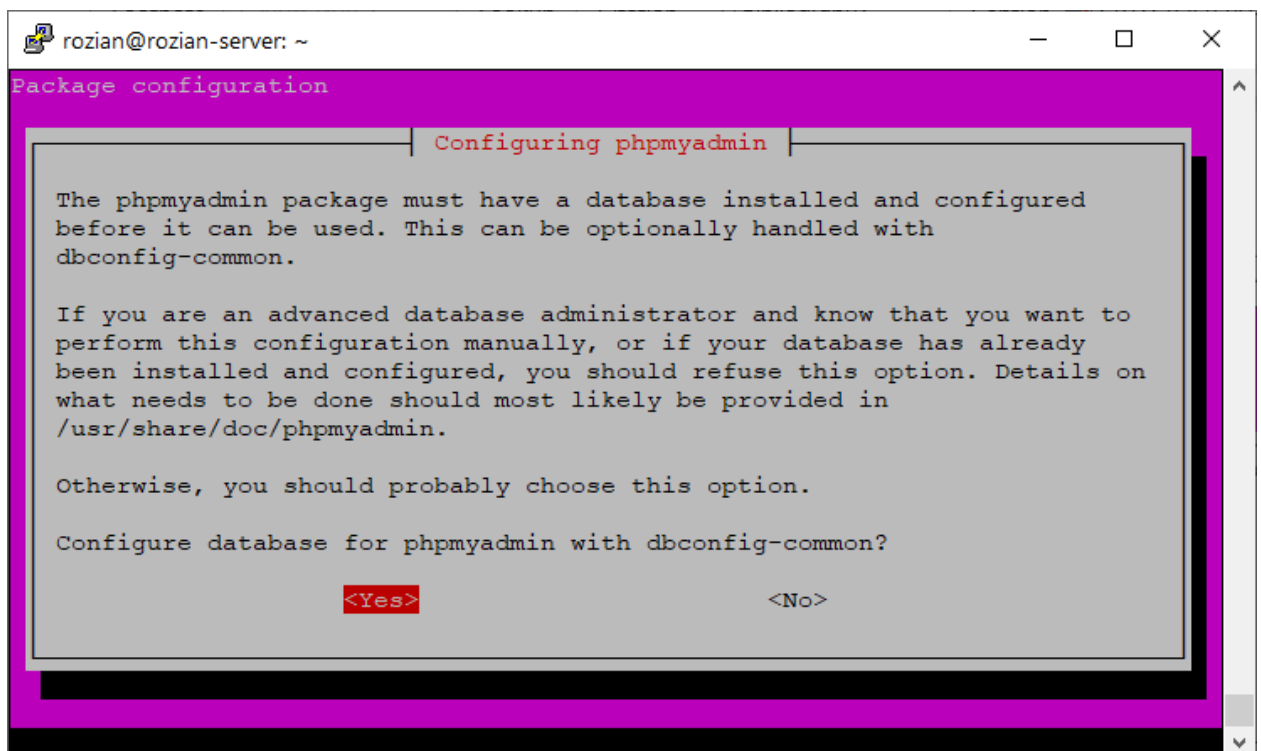 rozian@rozian-server: ~
Package configuration
Configuring phpmyadmin
The phpmyadmin package must have a database installed and configured
before it can be used. This can be optionally handled with
dbconfig-common.
If you are an advanced database administrator and know that you want to
perform this configuration manually, or if your database has already
been installed and configured, you should refuse this option. Details on
what needs to be done should most likely be provided in
/usr/share/doc/phpmyadmin.
Otherwise, you should probably choose this option.
Configure database for phpmyadmin with dbconfig-common?
<Yes> <No>